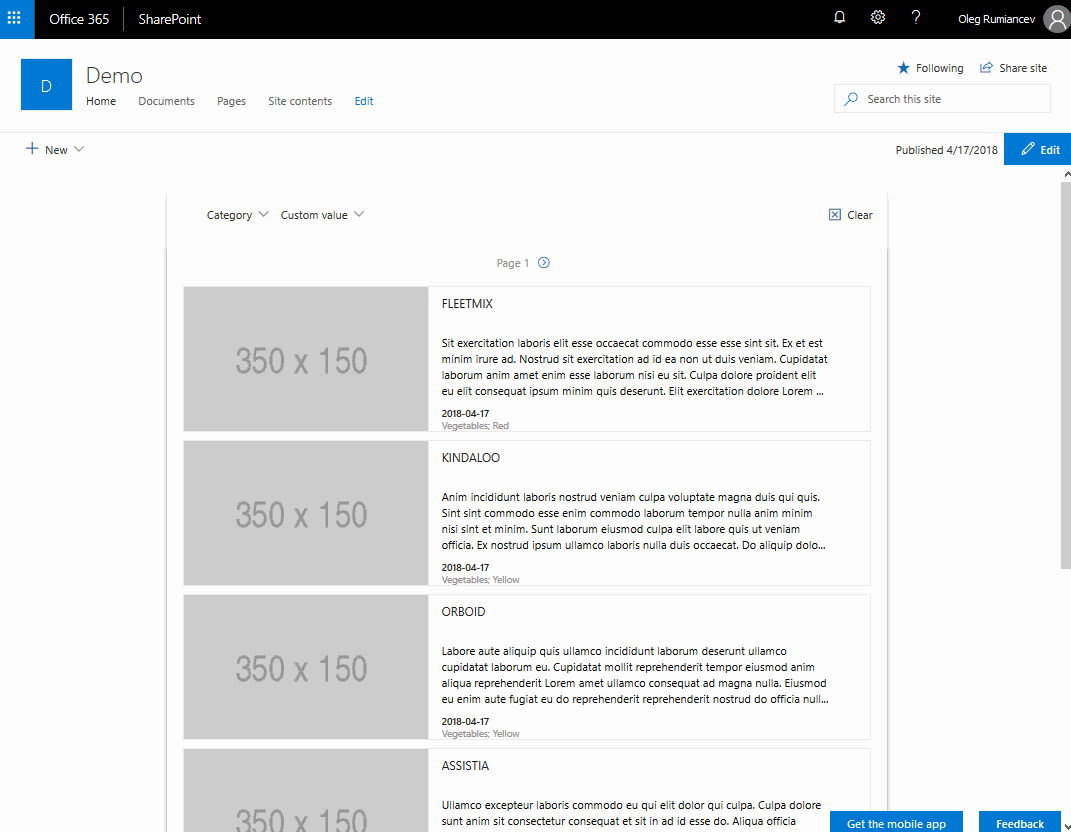 Office 365 SharePoint ? Oleg Rumiancev
D
Demo
Following Share site
Home Documents Pages Site contents Edit
Search this site
New Published 4/17/2018 Edit
Category Custom value Clear
Page 1
350 x 150
FLEETMIX
Sit exercitation laboris elit esse occaecat commodo esse esse sint sit. Ex et est
minim irure ad. Nostrud sit exercitation ad id ea non ut duis veniam. Cupidatat
laborum anim amet enim esse laborum nisi eu sit. Culpa dolore proident elit
eu elit consequat ipsum minim quis deserunt. Elit exercitation dolore Lorem ...
2018-04-17
Vegetables; Red
350 x 150
KINDALOO
Anim incididunt laboris nostrud veniam culpa voluptate magna duis qui quis.
Sint sint commodo esse enim commodo laborum tempor nulla anim minim
nisi sint et minim. Sunt laborum eiusmod culpa elit labore quis ut veniam
officia. Ex nostrud ipsum ullamco laboris nulla duis occaecat. Do aliquip dolo...
2018-04-17
Vegetables; Yellow
350 x 150
ORBOID
Labore aute aliquip quis ullamco incididunt laborum deserunt ullamco
cupidatat laborum eu. Cupidatat mollit reprehenderit tempor eiusmod anim
aliqua reprehenderit Lorem amet ullamco consequat ad magna nulla. Eiusmod
eu enim aute fugiat eu do reprehenderit reprehenderit nostrud do officia null...
2018-04-17
Vegetables; Yellow
350 x 150
ASSISTIA
Ullamco excepteur laboris commodo eu qui elit dolor qui culpa. Culpa dolore
sunt anim sit consectetur consequat et sit in ad id esse do. Aliqua officia
Get the mobile app Feedback